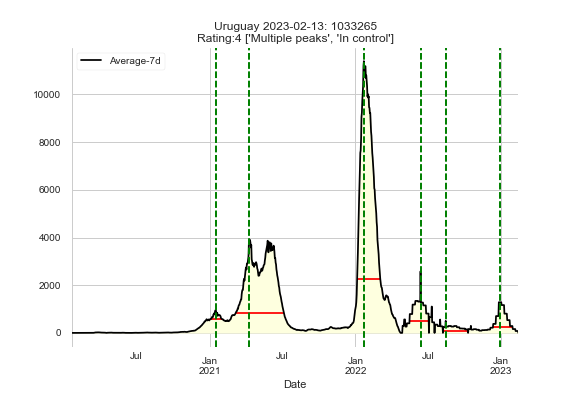 Uruguay 2023-02-13: 1033265
Rating:4 ['Multiple peaks', 'In control']
Average-7d
10000
8000
6000
4000
2000
0
Jul
Jan
2021
Jul
Jan
2022
Jul
Jan
2023
Date